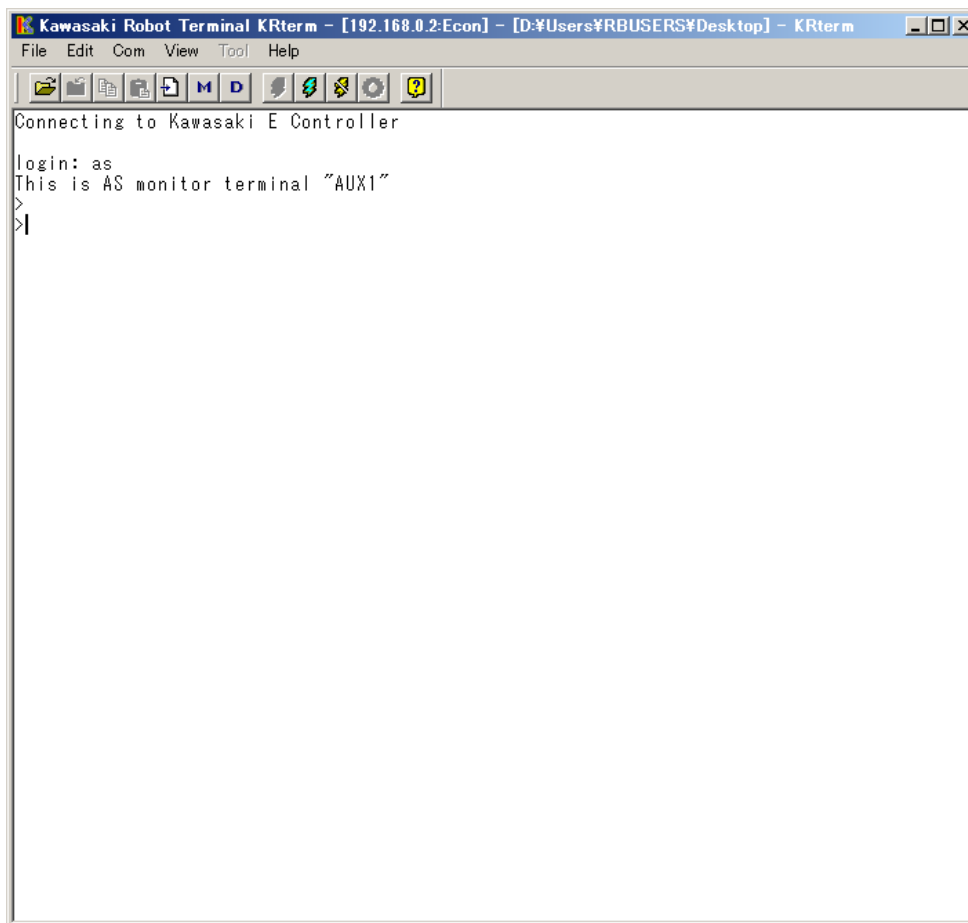 Kawasaki Robot Terminal KRterm - [192.168.0.2:Econ] - [D:¥Users¥RBUSERS¥Desktop] - KRterm
File Edit Com View Tool Help
M D ?
Connecting to Kawasaki E Controller
login: as
This is AS monitor terminal "AUX1"
>
>